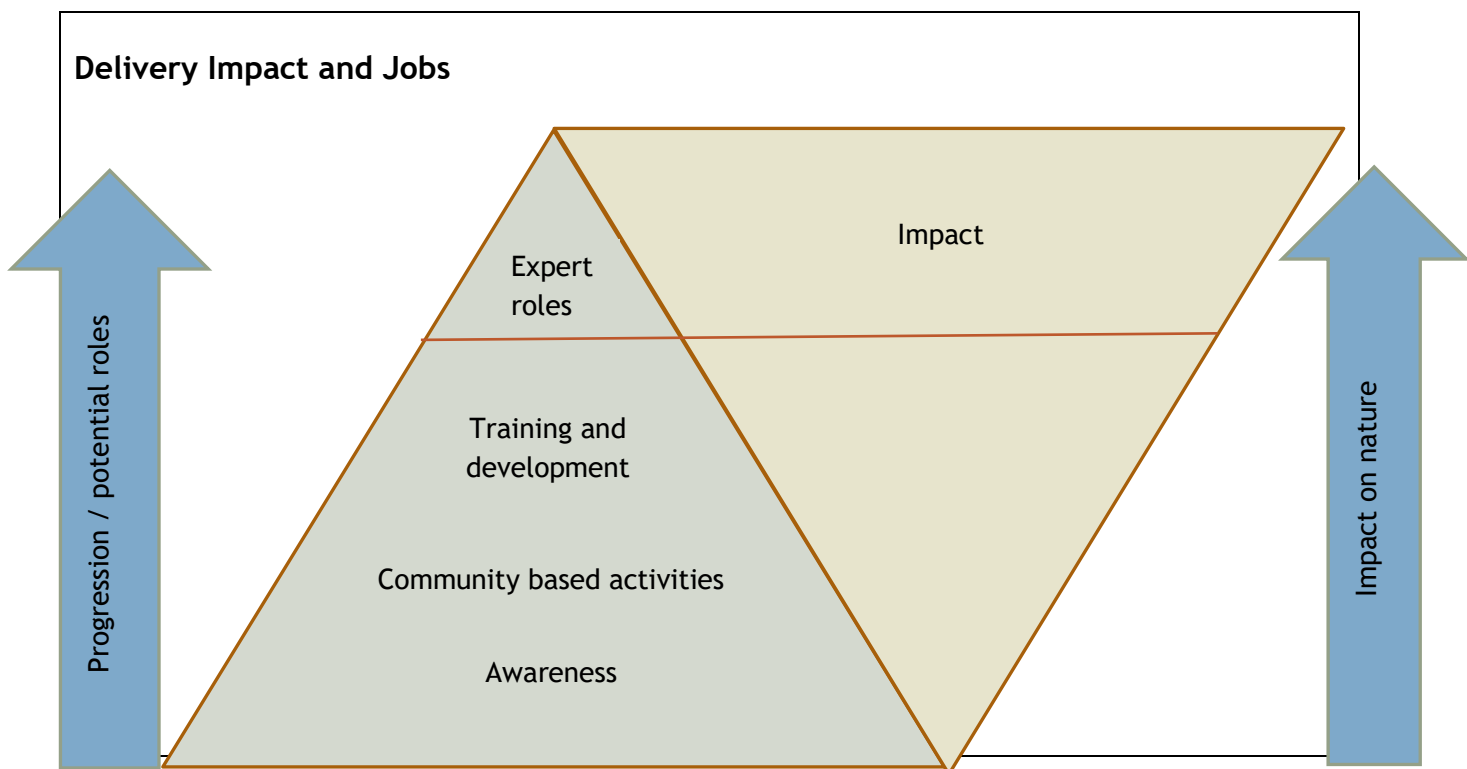 Delivery Impact and Jobs
Impact
Expert
roles
Training and
development
Community based activities
Awareness
Progression / potential roles
Impact on nature